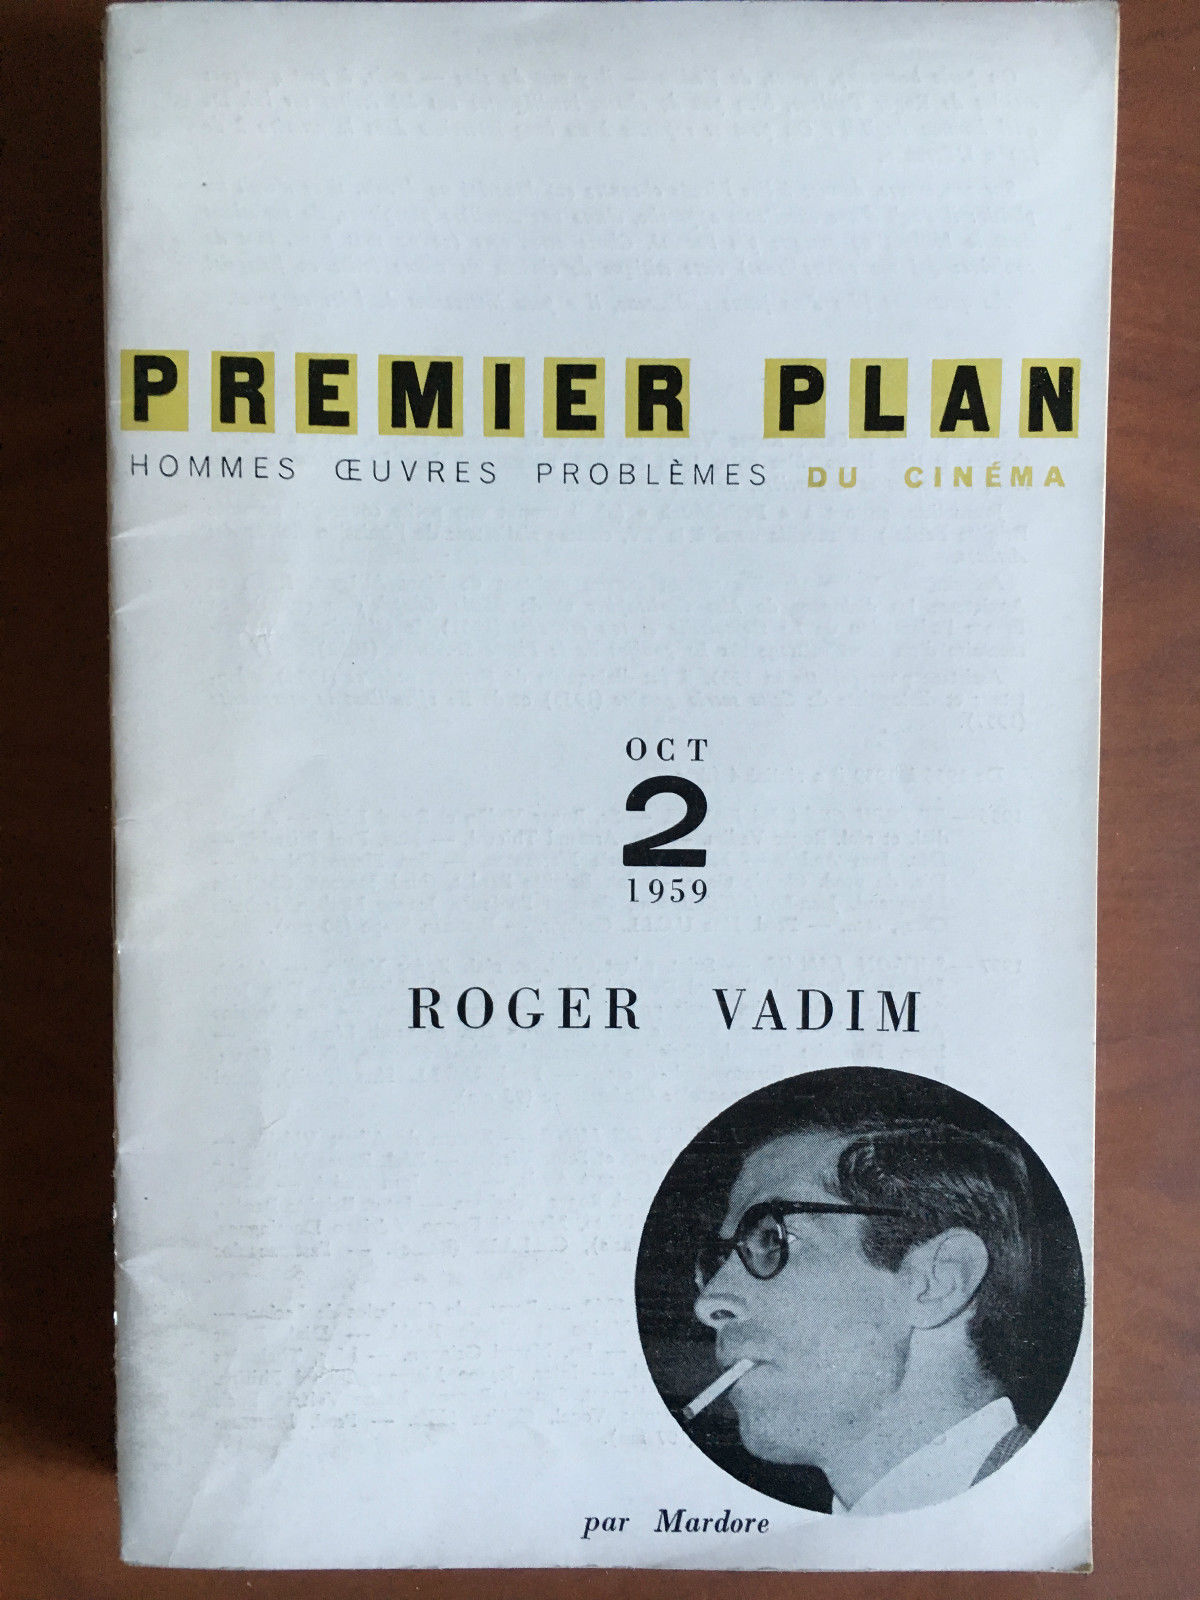 PREMIER PLAN
HOMMES ŒUVRES PROBLÈMES DU CINÉMA
OCT
2
1959
ROGER VADIM
par Mardore